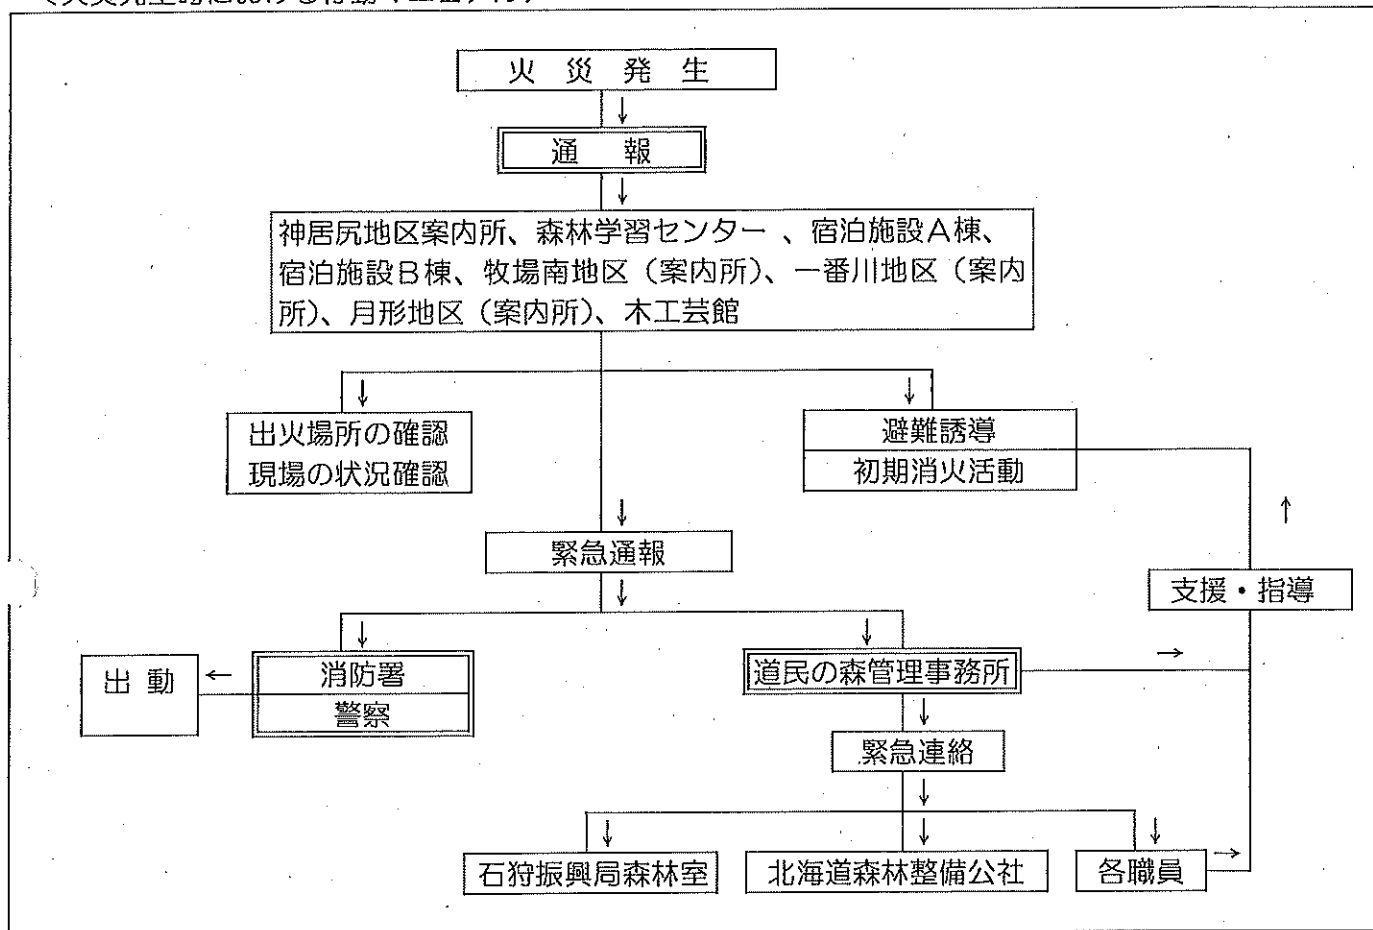 火 災 発 生
↓
通 報
↓
神居尻地区案内所、森林学習センター 、宿泊施設A棟、
宿泊施設B棟、牧場南地区（案内所）、一番川地区（案内
所）、月形地区（案内所）、木工芸館
↓ ↓
出火場所の確認
現場の状況確認
避難誘導
初期消火活動
↓ ↑
緊急通報
↓
支援・指導
↓ ↓
出 動
←
消防署
警察
道民の森管理事務所
→
↓
緊急連絡
↓
↓ ↓ ↓
石狩振興局森林室
北海道森林整備公社
各職員
→